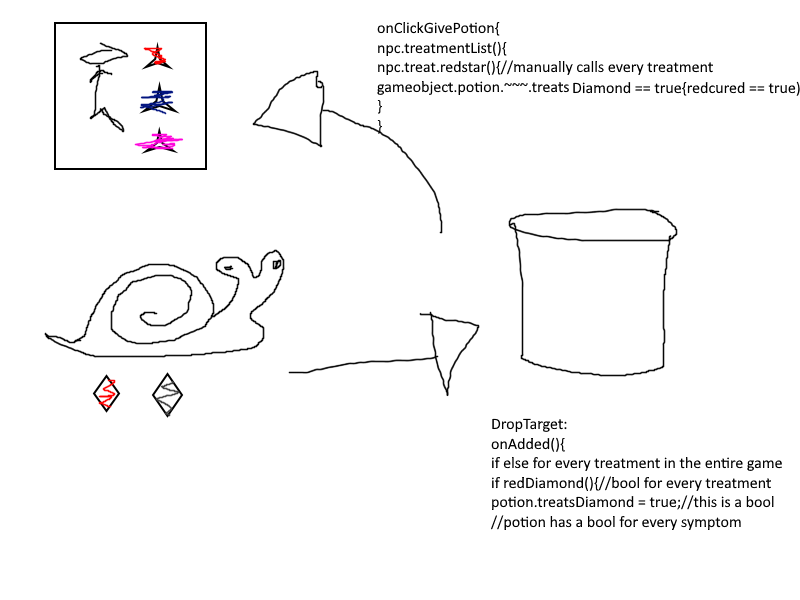 onClickGivePotion{
npc.treatmentList(){
npc.treat.redstar(){//manually calls every treatment
gameobject.potion.~~~.treats Diamond == true{redcured == true)
}
}
DropTarget:
onAdded(){
if else for every treatment in the entire game
if redDiamond(){//bool for every treatment
potion.treatsDiamond = true;//this is a bool
//potion has a bool for every symptom